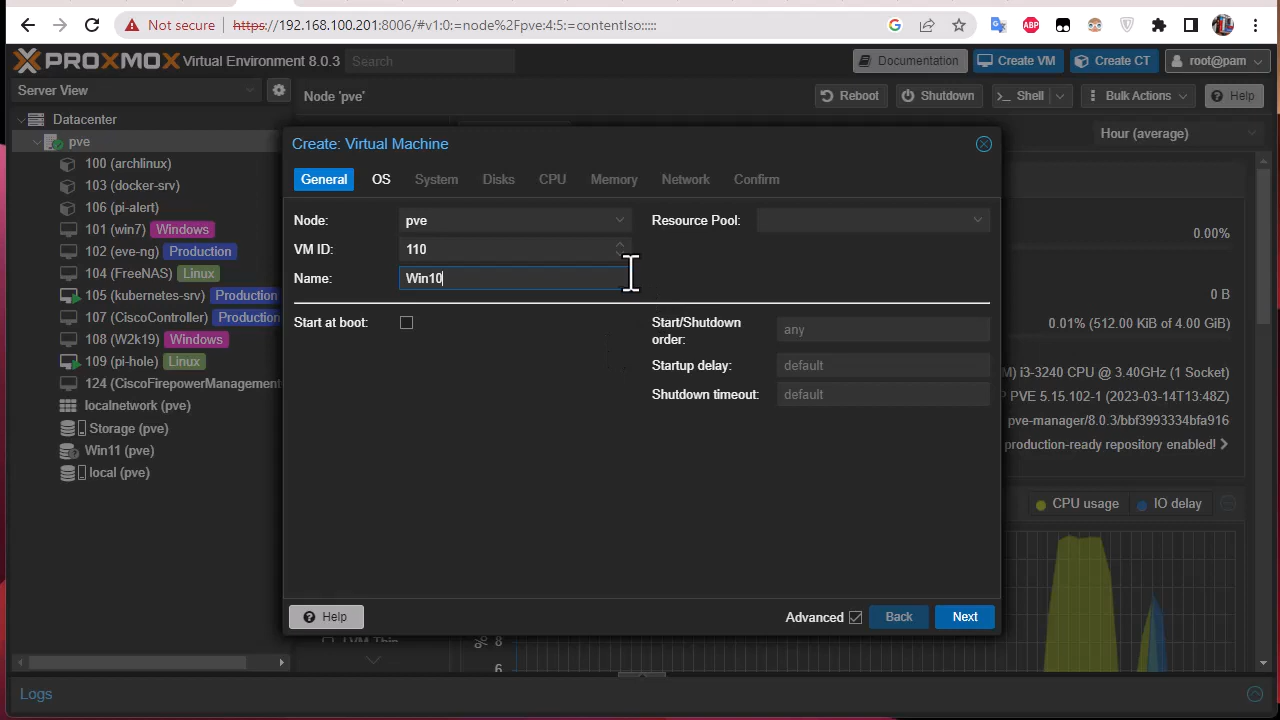 Not secure https://192.168.100.201:8006/#v1:0:=node%2Fpve:4:5:=contentIso:::::
ABP
PROXMOX Virtual Environment 8.0.3 Search Documentation Create VM Create CT root@pam
Server View
Node 'pve' Reboot Shutdown Shell Bulk Actions Help
Datacenter
pve
100 (archlinux)
103 (docker-srv)
106 (pi-alert)
101 (win7) Windows
102 (eve-ng) Production
104 (FreeNAS) Linux
105 (kubernetes-srv) Production
107 (CiscoController) Production
108 (W2k19) Windows
109 (pi-hole) Linux
124 (CiscoFirepowerManagement
localnetwork (pve)
Storage (pve)
Win11 (pve)
local (pve)
Hour (average)
Create: Virtual Machine
General OS System Disks CPU Memory Network Confirm
Node: pve Resource Pool:
VM ID: 110
Name: Win10
Start at boot: Start/Shutdown order: any
Startup delay: default
Shutdown timeout: default
Help Advanced Back Next
0.00%
0 B
0.01% (512.00 KiB of 4.00 GiB)
M) i3-3240 CPU @ 3.40GHz (1 Socket)
PVE 5.15.102-1 (2023-03-14T13:48Z)
pve-manager/8.0.3/bbf3993334bfa916
production-ready repository enabled!
CPU usage IO delay
LVM-Thin
%
8
6
Logs